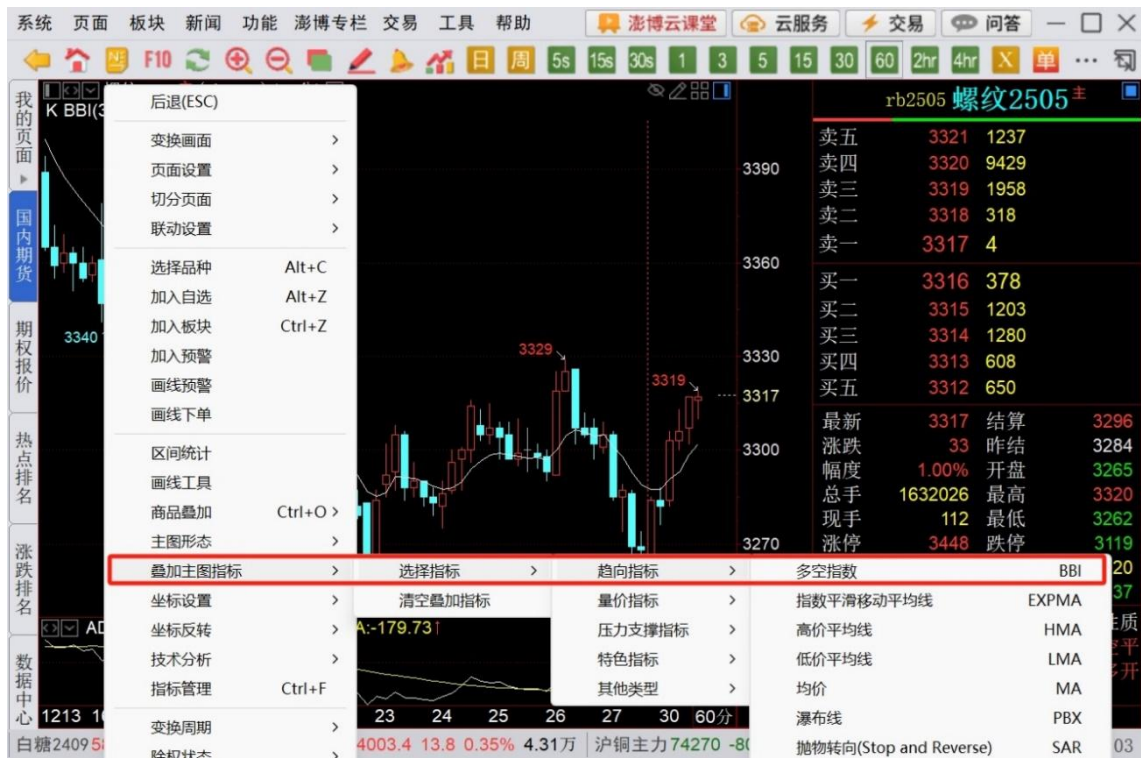 系统 页面 板块 新闻 功能 澎博专栏 交易 工具 帮助 澎博云课堂 云服务 交易 问答
F10 日 周 5s 15s 30s 1 3 5 15 30 60 2hr 4hr X 单 ...
我的页面
国内期货
期权报价
热点排名
涨跌排名
数据中心
K BBI(3
3340
后退(ESC)
变换画面 >
页面设置 >
切分页面 >
联动设置 >
选择品种 Alt+C
加入自选 Alt+Z
加入板块 Ctrl+Z
加入预警
画线预警
画线下单
区间统计
画线工具
商品叠加 Ctrl+O >
主图形态 >
叠加主图指标 >
坐标设置 >
坐标反转 >
技术分析 >
指标管理 Ctrl+F
变换周期 >
除权状态 >
选择指标 >
清空叠加指标
趋向指标 >
量价指标 >
压力支撑指标 >
特色指标 >
其他类型 >
多空指数 BBI
指数平滑移动平均线 EXPMA
高价平均线 HMA
低价平均线 LMA
均价 MA
瀑布线 PBX
抛物转向(Stop and Reverse) SAR
3329
3319
3390
3360
3330
3317
3300
3270
rb2505 螺纹2505 主
卖五 3321 1237
卖四 3320 9429
卖三 3319 1958
卖二 3318 318
卖一 3317 4
买一 3316 378
买二 3315 1203
买三 3314 1280
买四 3313 608
买五 3312 650
最新 3317 结算 3296
涨跌 33 昨结 3284
幅度 1.00% 开盘 3265
总手 1632026 最高 3320
现手 112 最低 3262
涨停 3448 跌停 3119
20
37
性质
空平
多开
AD
A:-179.73↑
1213 23 24 25 26 27 30 60分
白糖2409 4003.4 13.8 0.35% 4.31万 沪铜主力 74270 03